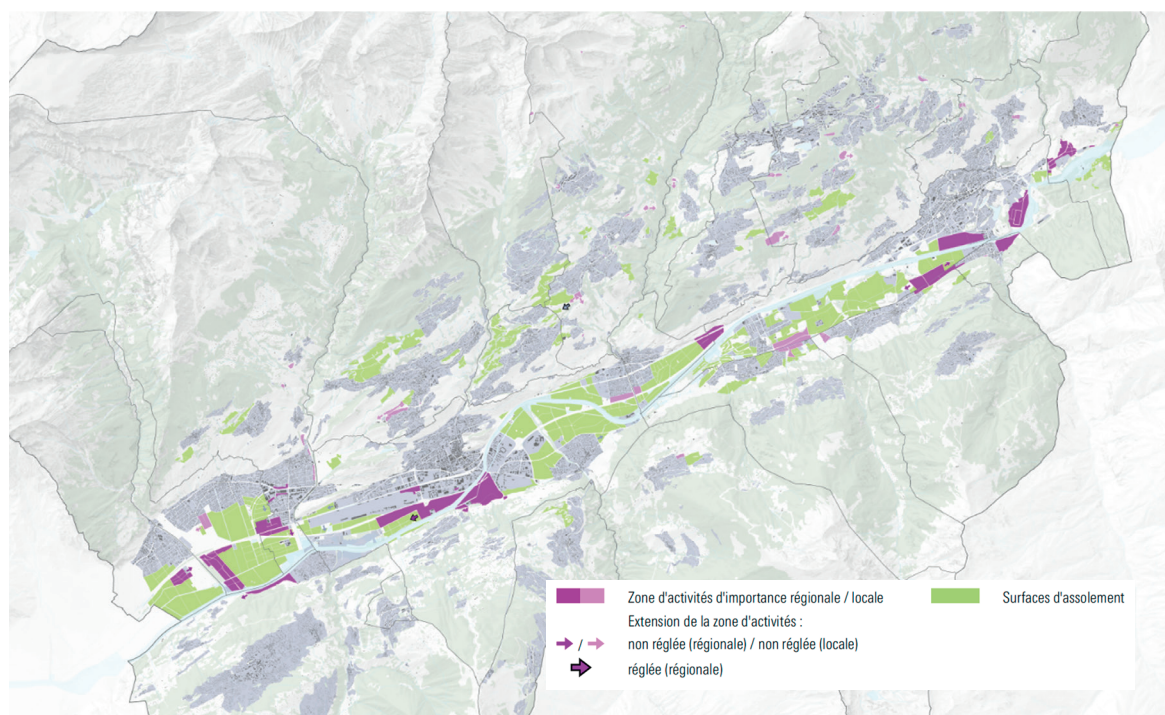 Zone d'activités d'importance régionale / locale
Surfaces d'assolement
Extension de la zone d'activités :
/
non réglée (régionale) / non réglée (locale)
réglée (régionale)